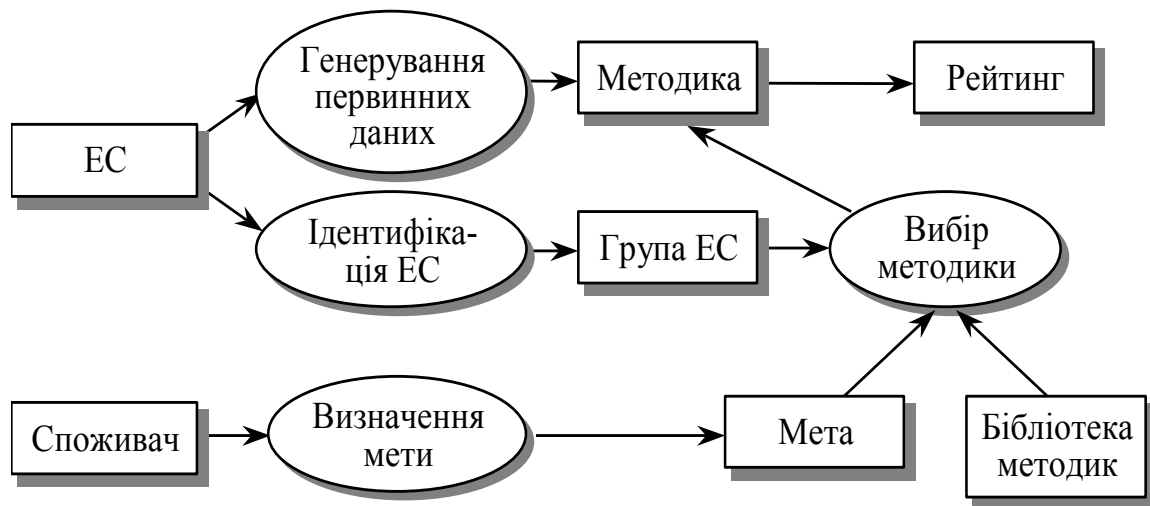 Генерування
первинних
даних
Методика
Рейтинг
ЕС
Ідентифіка-
ція ЕС
Група ЕС
Вибір
методики
Споживач
Визначення
мети
Мета
Бібліотека
методик